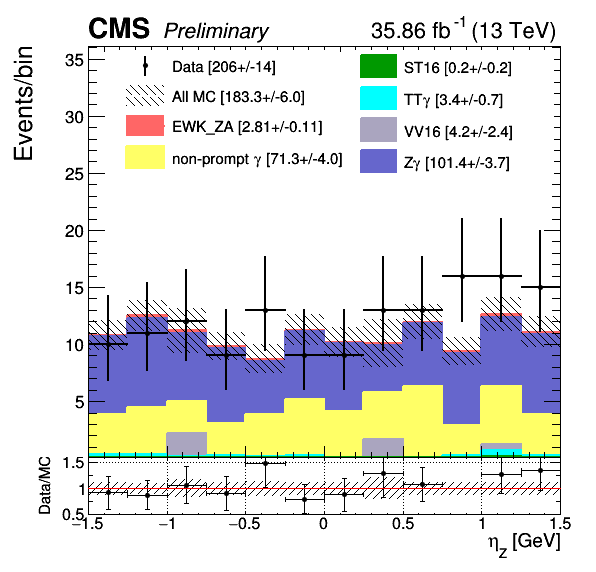 CMS Preliminary 35.86 fb⁻¹ (13 TeV)
Events/bin
Data [206+/-14]
All MC [183.3+/-6.0]
EWK_ZA [2.81+/-0.11]
non-prompt γ [71.3+/-4.0]
ST16 [0.2+/-0.2]
TTγ [3.4+/-0.7]
VV16 [4.2+/-2.4]
Zγ [101.4+/-3.7]
35
30
25
20
15
10
5
Data/MC
1.5
1
0.5
−1.5 −1 −0.5 0 0.5 1 1.5
η_Z [GeV]